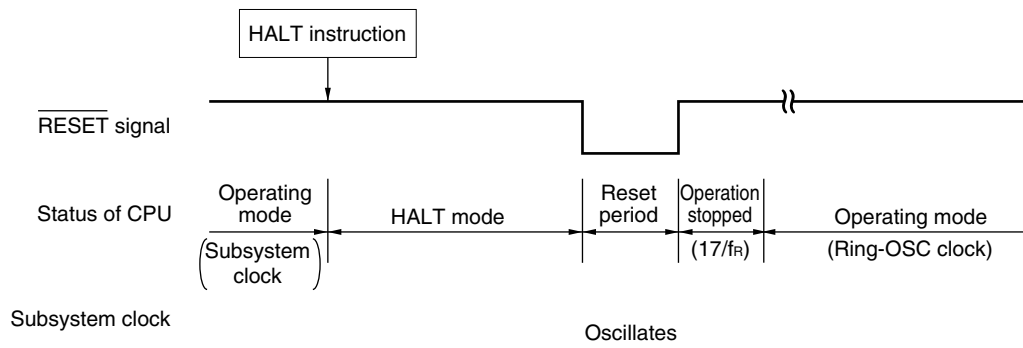 HALT instruction
RESET signal
Status of CPU
Operating
mode
(Subsystem
clock)
HALT mode
Reset
period
Operation
stopped
(17/fR)
Operating mode
(Ring-OSC clock)
Subsystem clock
Oscillates